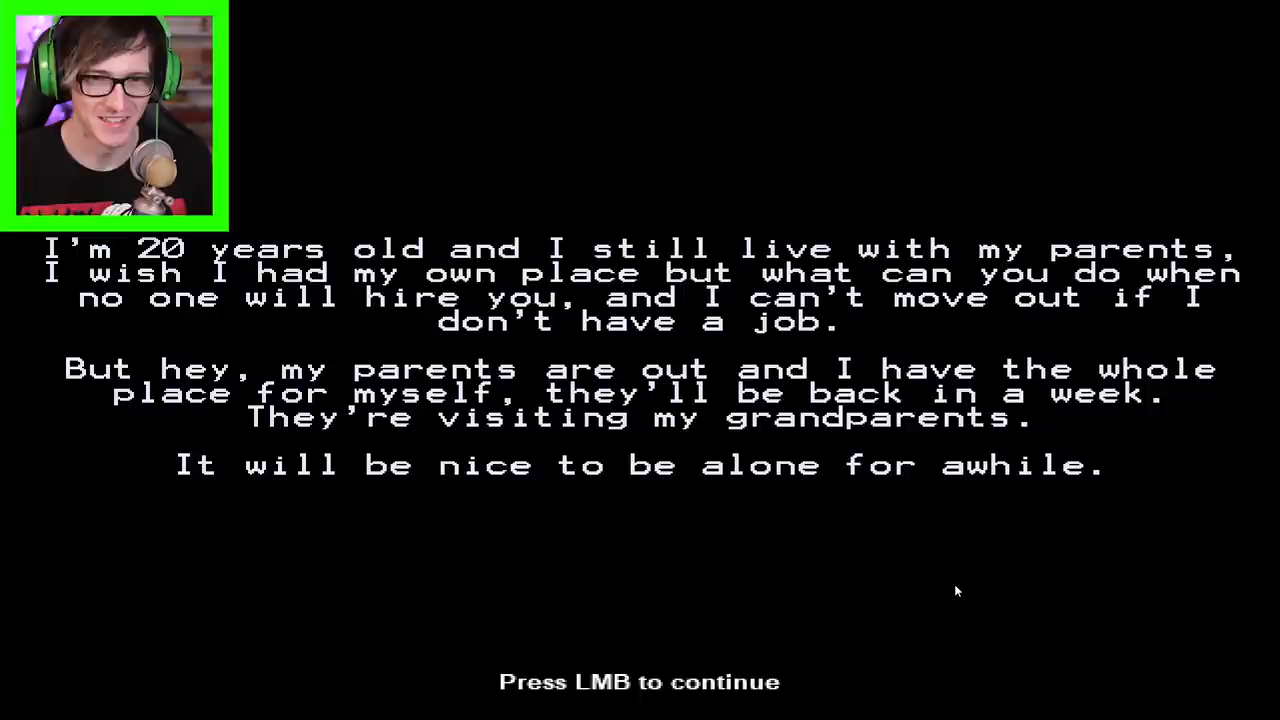 I'm 20 years old and I still live with my parents,
I wish I had my own place but what can you do when
no one will hire you, and I can't move out if I
don't have a job.
But hey, my parents are out and I have the whole
place for myself, they'll be back in a week.
They're visiting my grandparents.
It will be nice to be alone for awhile.
Press LMB to continue